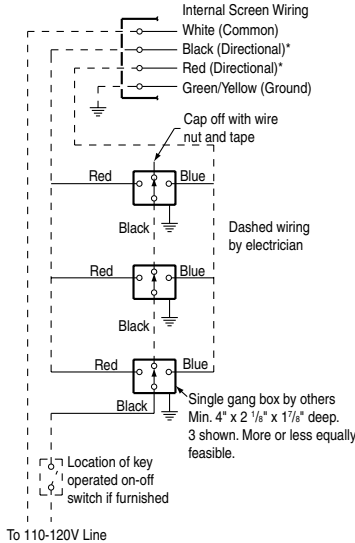 Internal Screen Wiring
White (Common)
Black (Directional)*
Red (Directional)*
Green/Yellow (Ground)
Cap off with wire
nut and tape
Red
Blue
Black
Dashed wiring
by electrician
Red
Blue
Black
Red
Blue
Black
Single gang box by others
Min. 4" x 2 1/8" x 17/8" deep.
3 shown. More or less equally
feasible.
Location of key
operated on-off
switch if furnished
To 110-120V Line